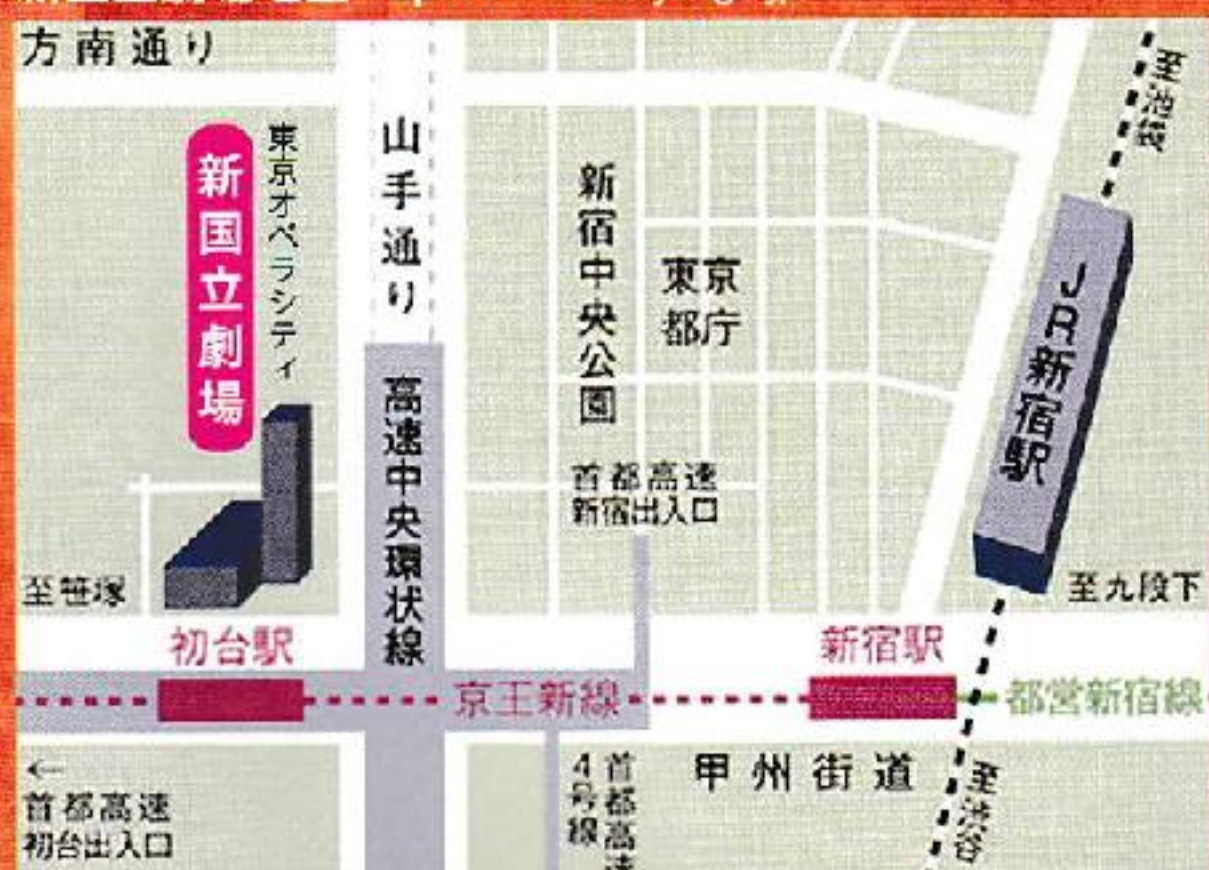 方南通り
至池袋
新国立劇場
東京オペラシティ
山手通り
新宿中央公園
東京
都庁
JR新宿駅
高速中央環状線
首都高速
新宿出入口
至笹塚
至九段下
初台駅
新宿駅
京王新線
都営新宿線
←
首都高速
初台出入口
首都高速
4号線
甲州街道
至渋谷